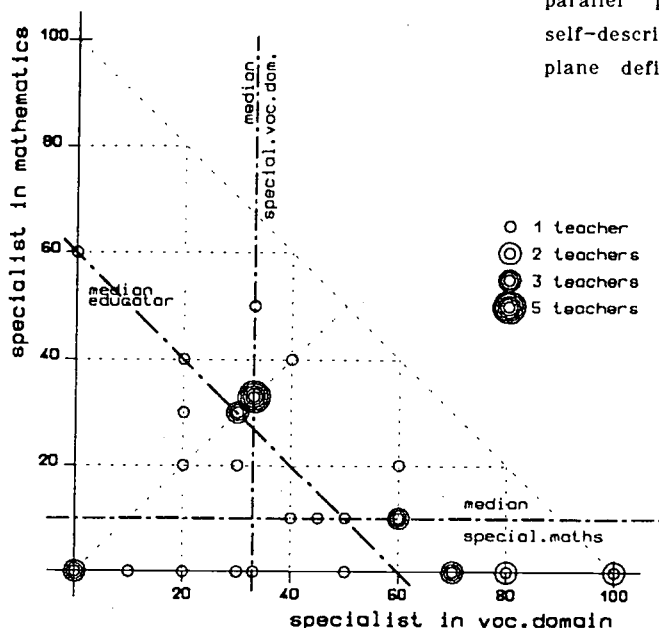 parallel p
self-descri
plane defi
100
80
60
40
20
specialist in mathematics
median
special.voc.dom.
median
educator
1 teacher
2 teachers
3 teachers
5 teachers
median
special.maths
20
40
60
80
100
specialist in voc.domain